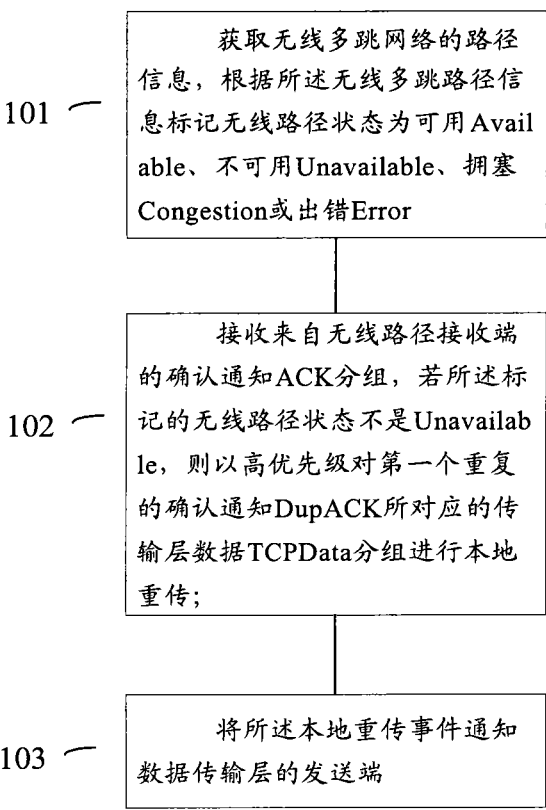 获取无线多跳网络的路径
信息，根据所述无线多跳路径信
101
息标记无线路径状态为可用Avail
able、不可用Unavailable、拥塞
Congestion或出错Error
接收来自无线路径接收端
的确认通知ACK分组，若所述标
102
记的无线路径状态不是Unavailab
le，则以高优先级对第一个重复
的确认通知DupACK所对应的传
输层数据TCPData分组进行本地
重传；
103
将所述本地重传事件通知
数据传输层的发送端